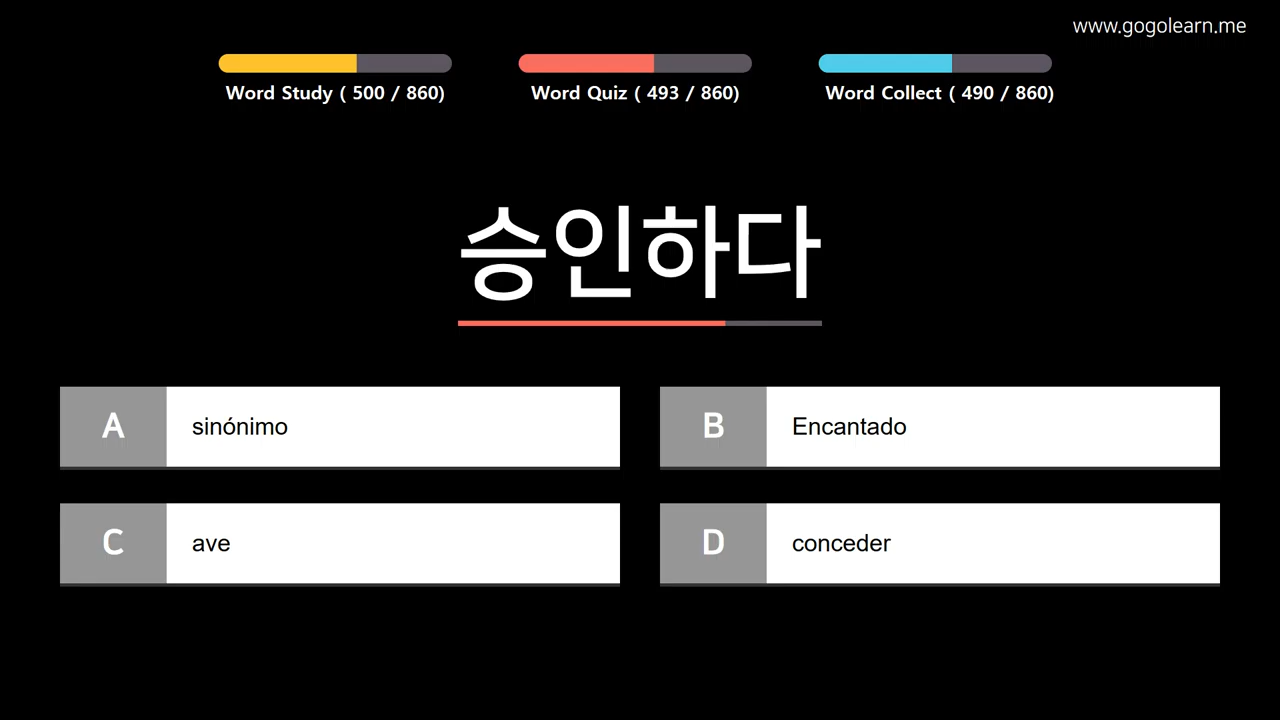 www.gogolearn.me
Word Study ( 500 / 860)
Word Quiz ( 493 / 860)
Word Collect ( 490 / 860)
승인하다
A sinónimo
B Encantado
C ave
D conceder